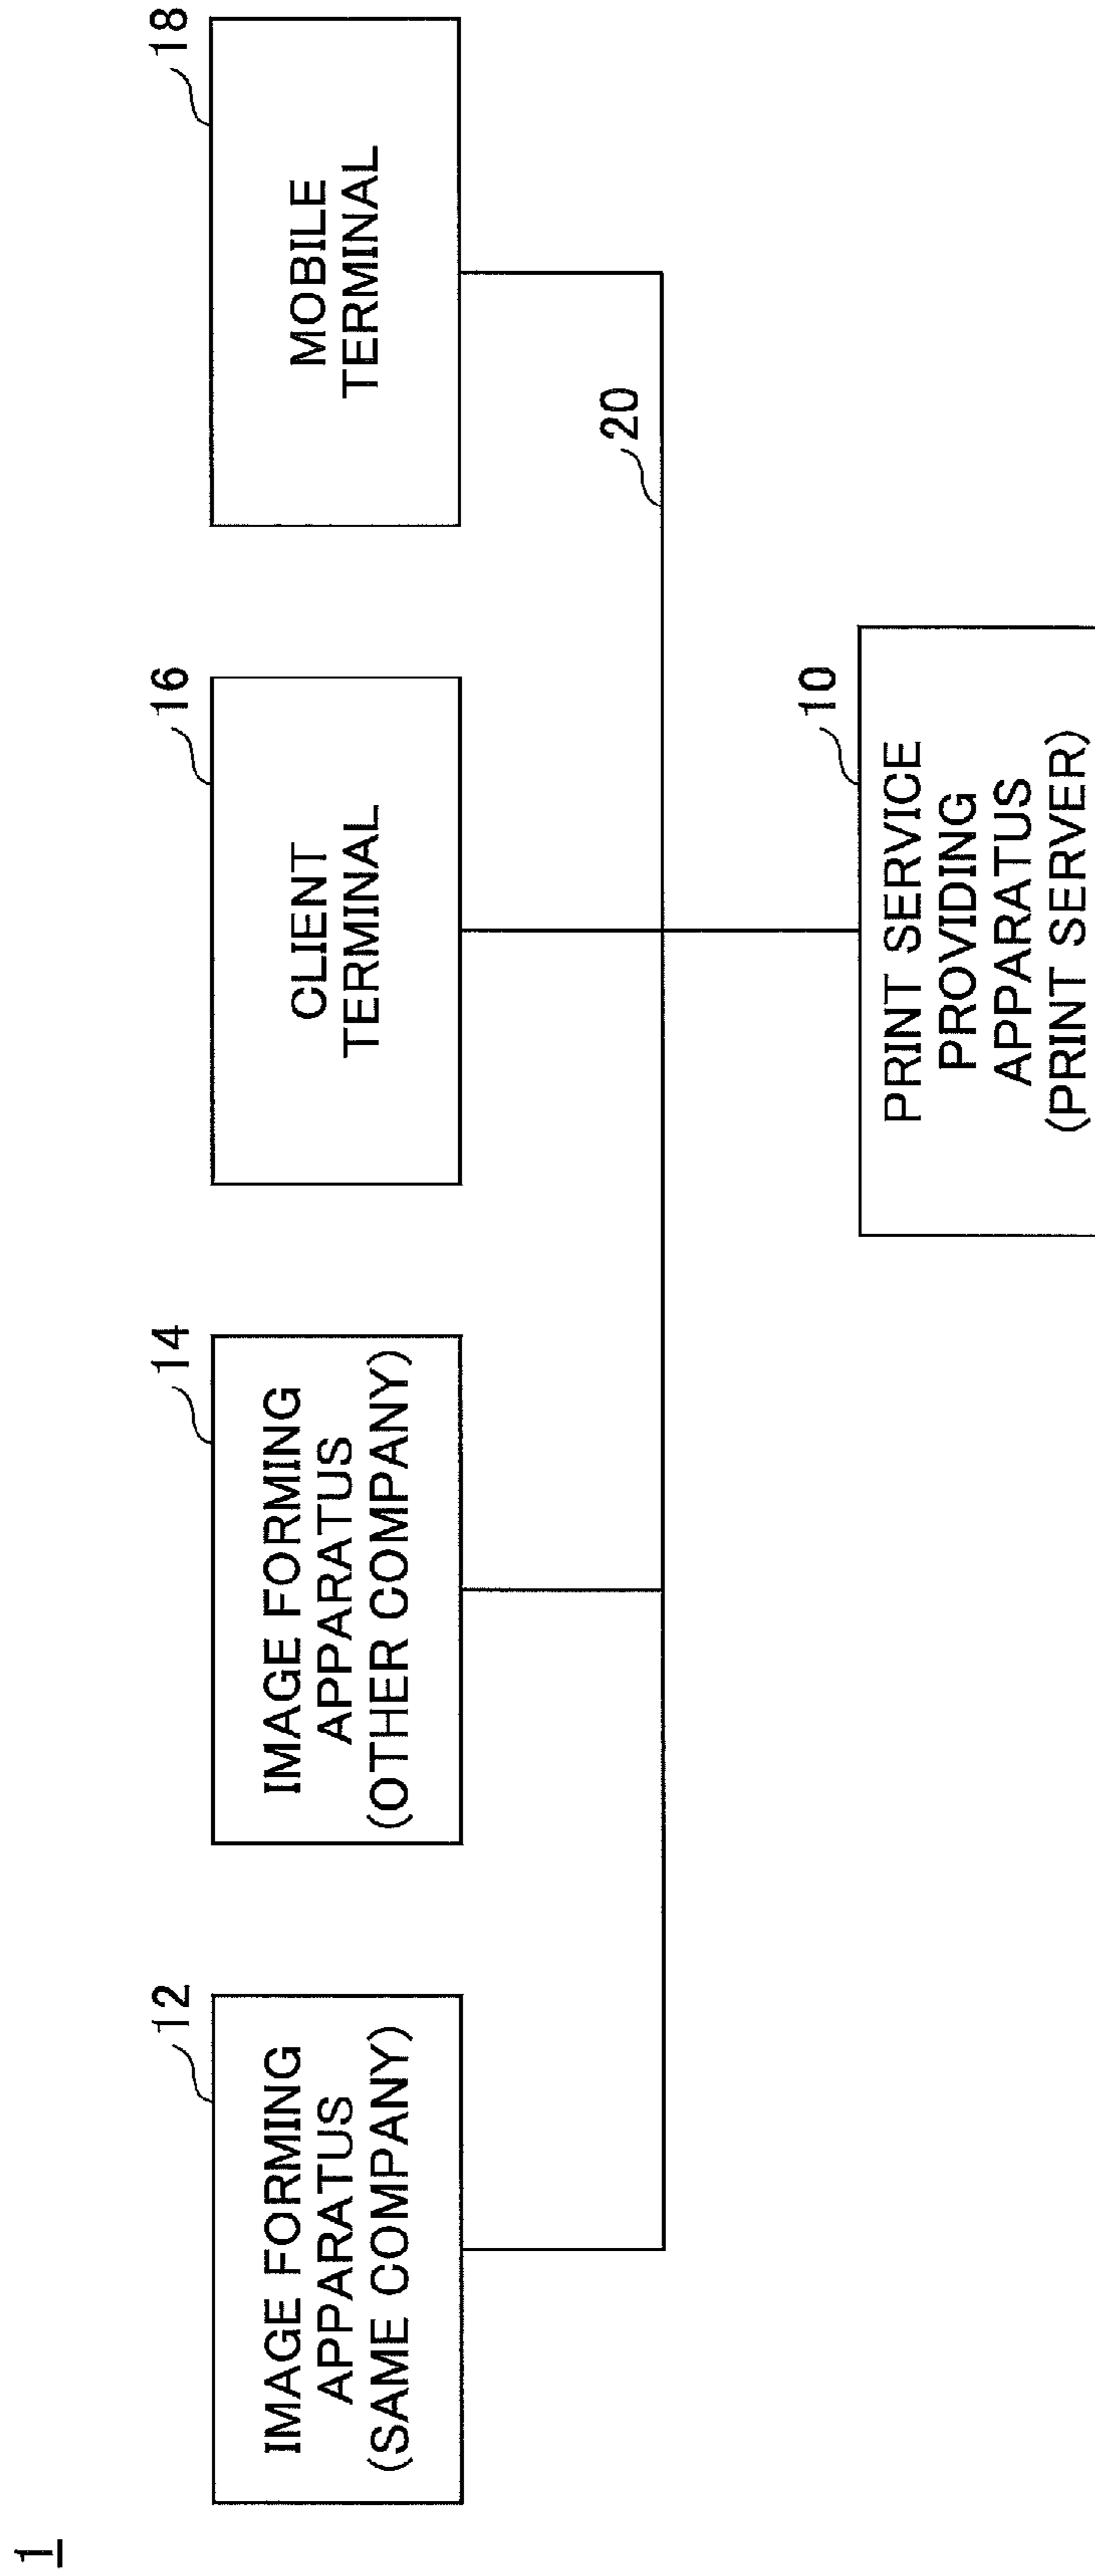 1
12
IMAGE FORMING
APPARATUS
(SAME COMPANY)
14
IMAGE FORMING
APPARATUS
(OTHER COMPANY)
16
CLIENT
TERMINAL
18
MOBILE
TERMINAL
20
10
PRINT SERVICE
PROVIDING
APPARATUS
(PRINT SERVER)